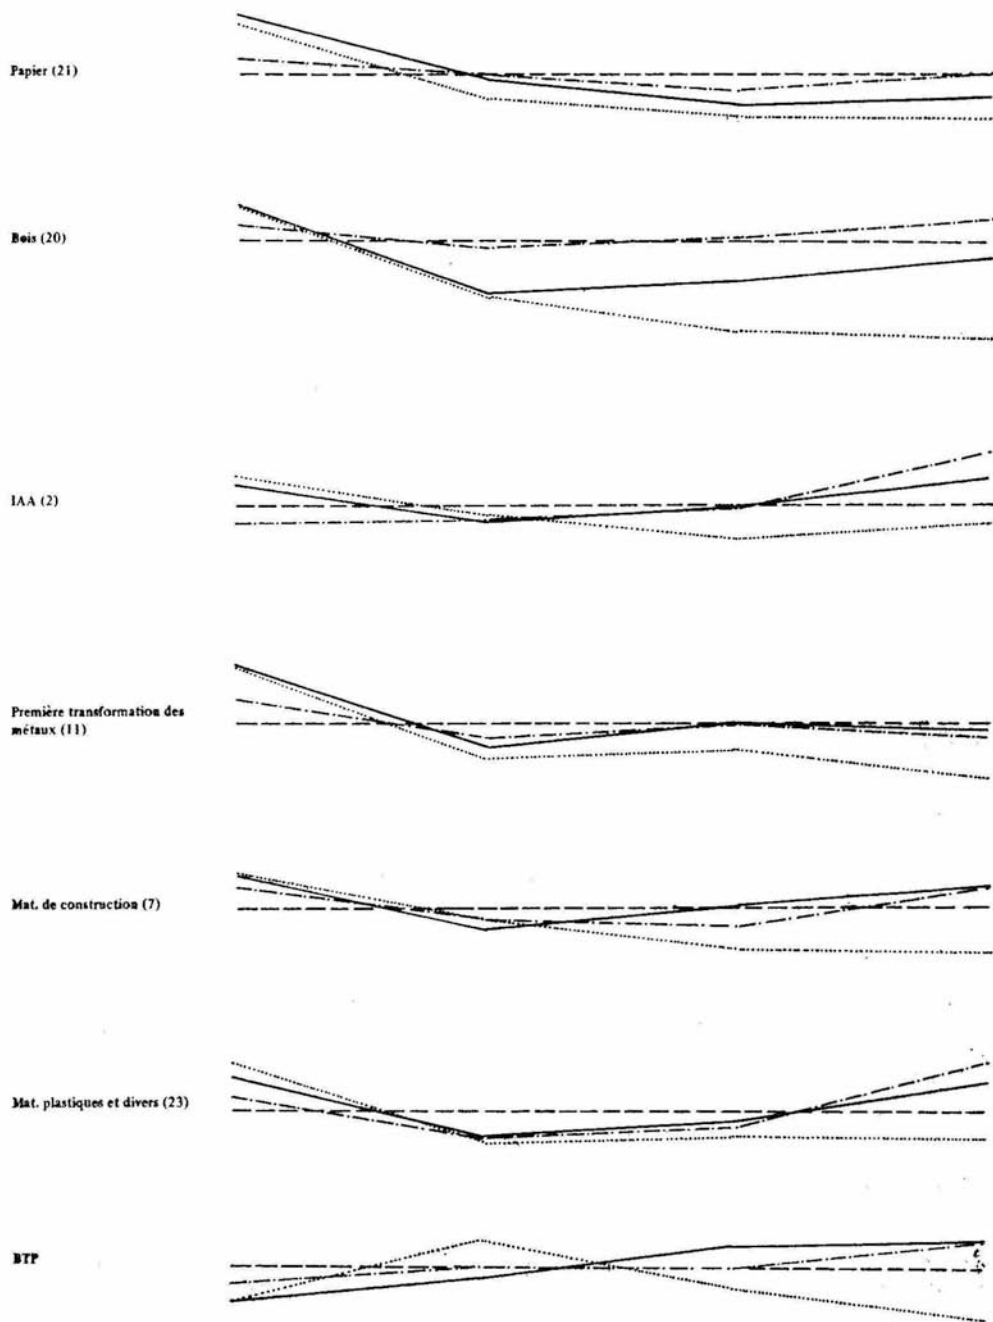 Papier (21)
Bois (20)
IAA (2)
Première transformation des
métaux (11)
Mat. de construction (7)
Mat. plastiques et divers (23)
BTP